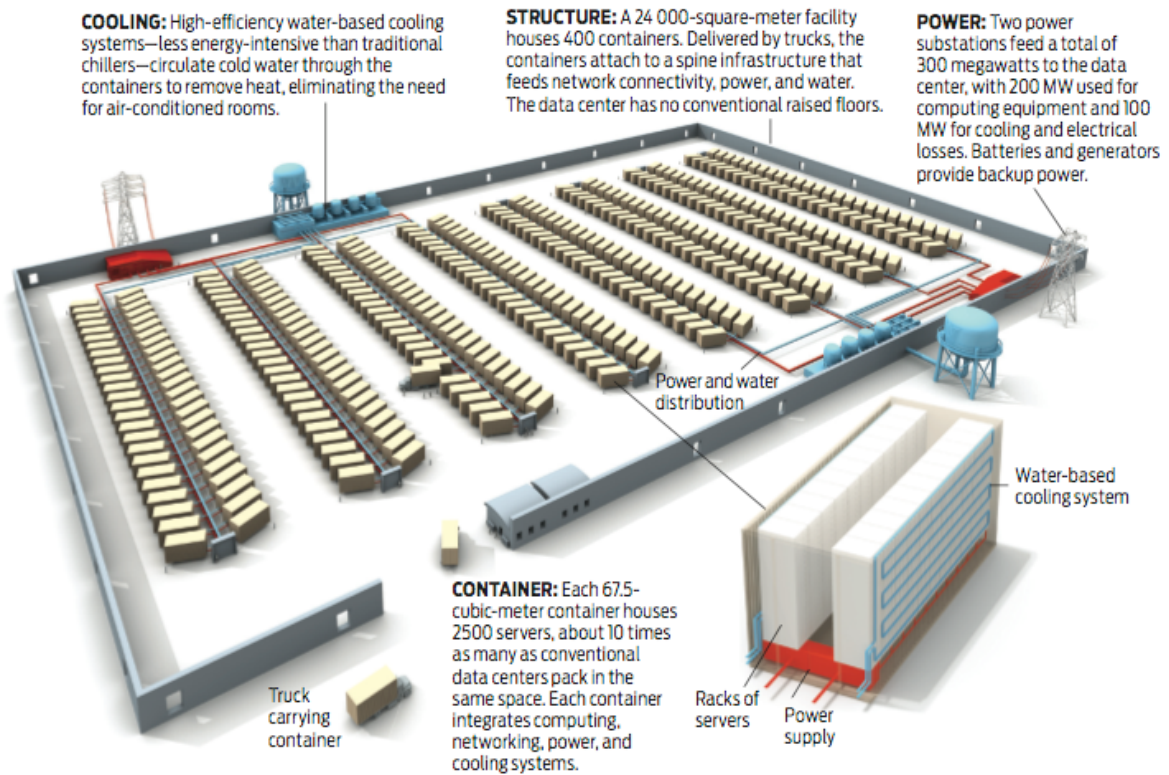 COOLING: High-efficiency water-based cooling
systems—less energy-intensive than traditional
chillers—circulate cold water through the
containers to remove heat, eliminating the need
for air-conditioned rooms.
STRUCTURE: A 24 000-square-meter facility
houses 400 containers. Delivered by trucks, the
containers attach to a spine infrastructure that
feeds network connectivity, power, and water.
The data center has no conventional raised floors.
POWER: Two power
substations feed a total of
300 megawatts to the data
center, with 200 MW used for
computing equipment and 100
MW for cooling and electrical
losses. Batteries and generators
provide backup power.
Power and water
distribution
Water-based
cooling system
CONTAINER: Each 67.5-
cubic-meter container houses
2500 servers, about 10 times
as many as conventional
data centers pack in the
same space. Each container
integrates computing,
networking, power, and
cooling systems.
Truck
carrying
container
Racks of
servers
Power
supply